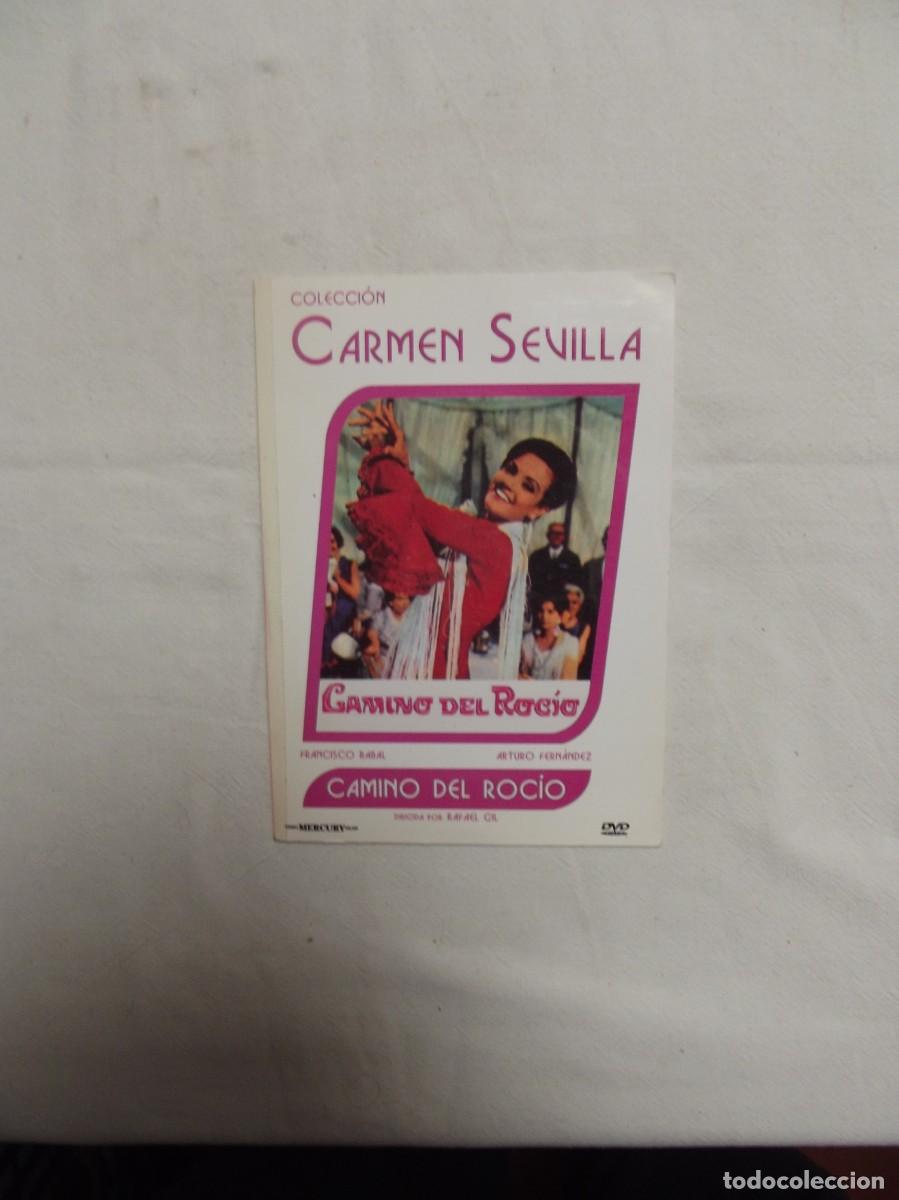 COLECCIÓN
CARMEN SEVILLA
CAMINO DEL ROCÍO
FRANCISCO RABAL ARTURO FERNÁNDEZ
CAMINO DEL ROCÍO
DIRIGIDA POR RAFAEL GIL
MERCURY DVD
todocoleccion